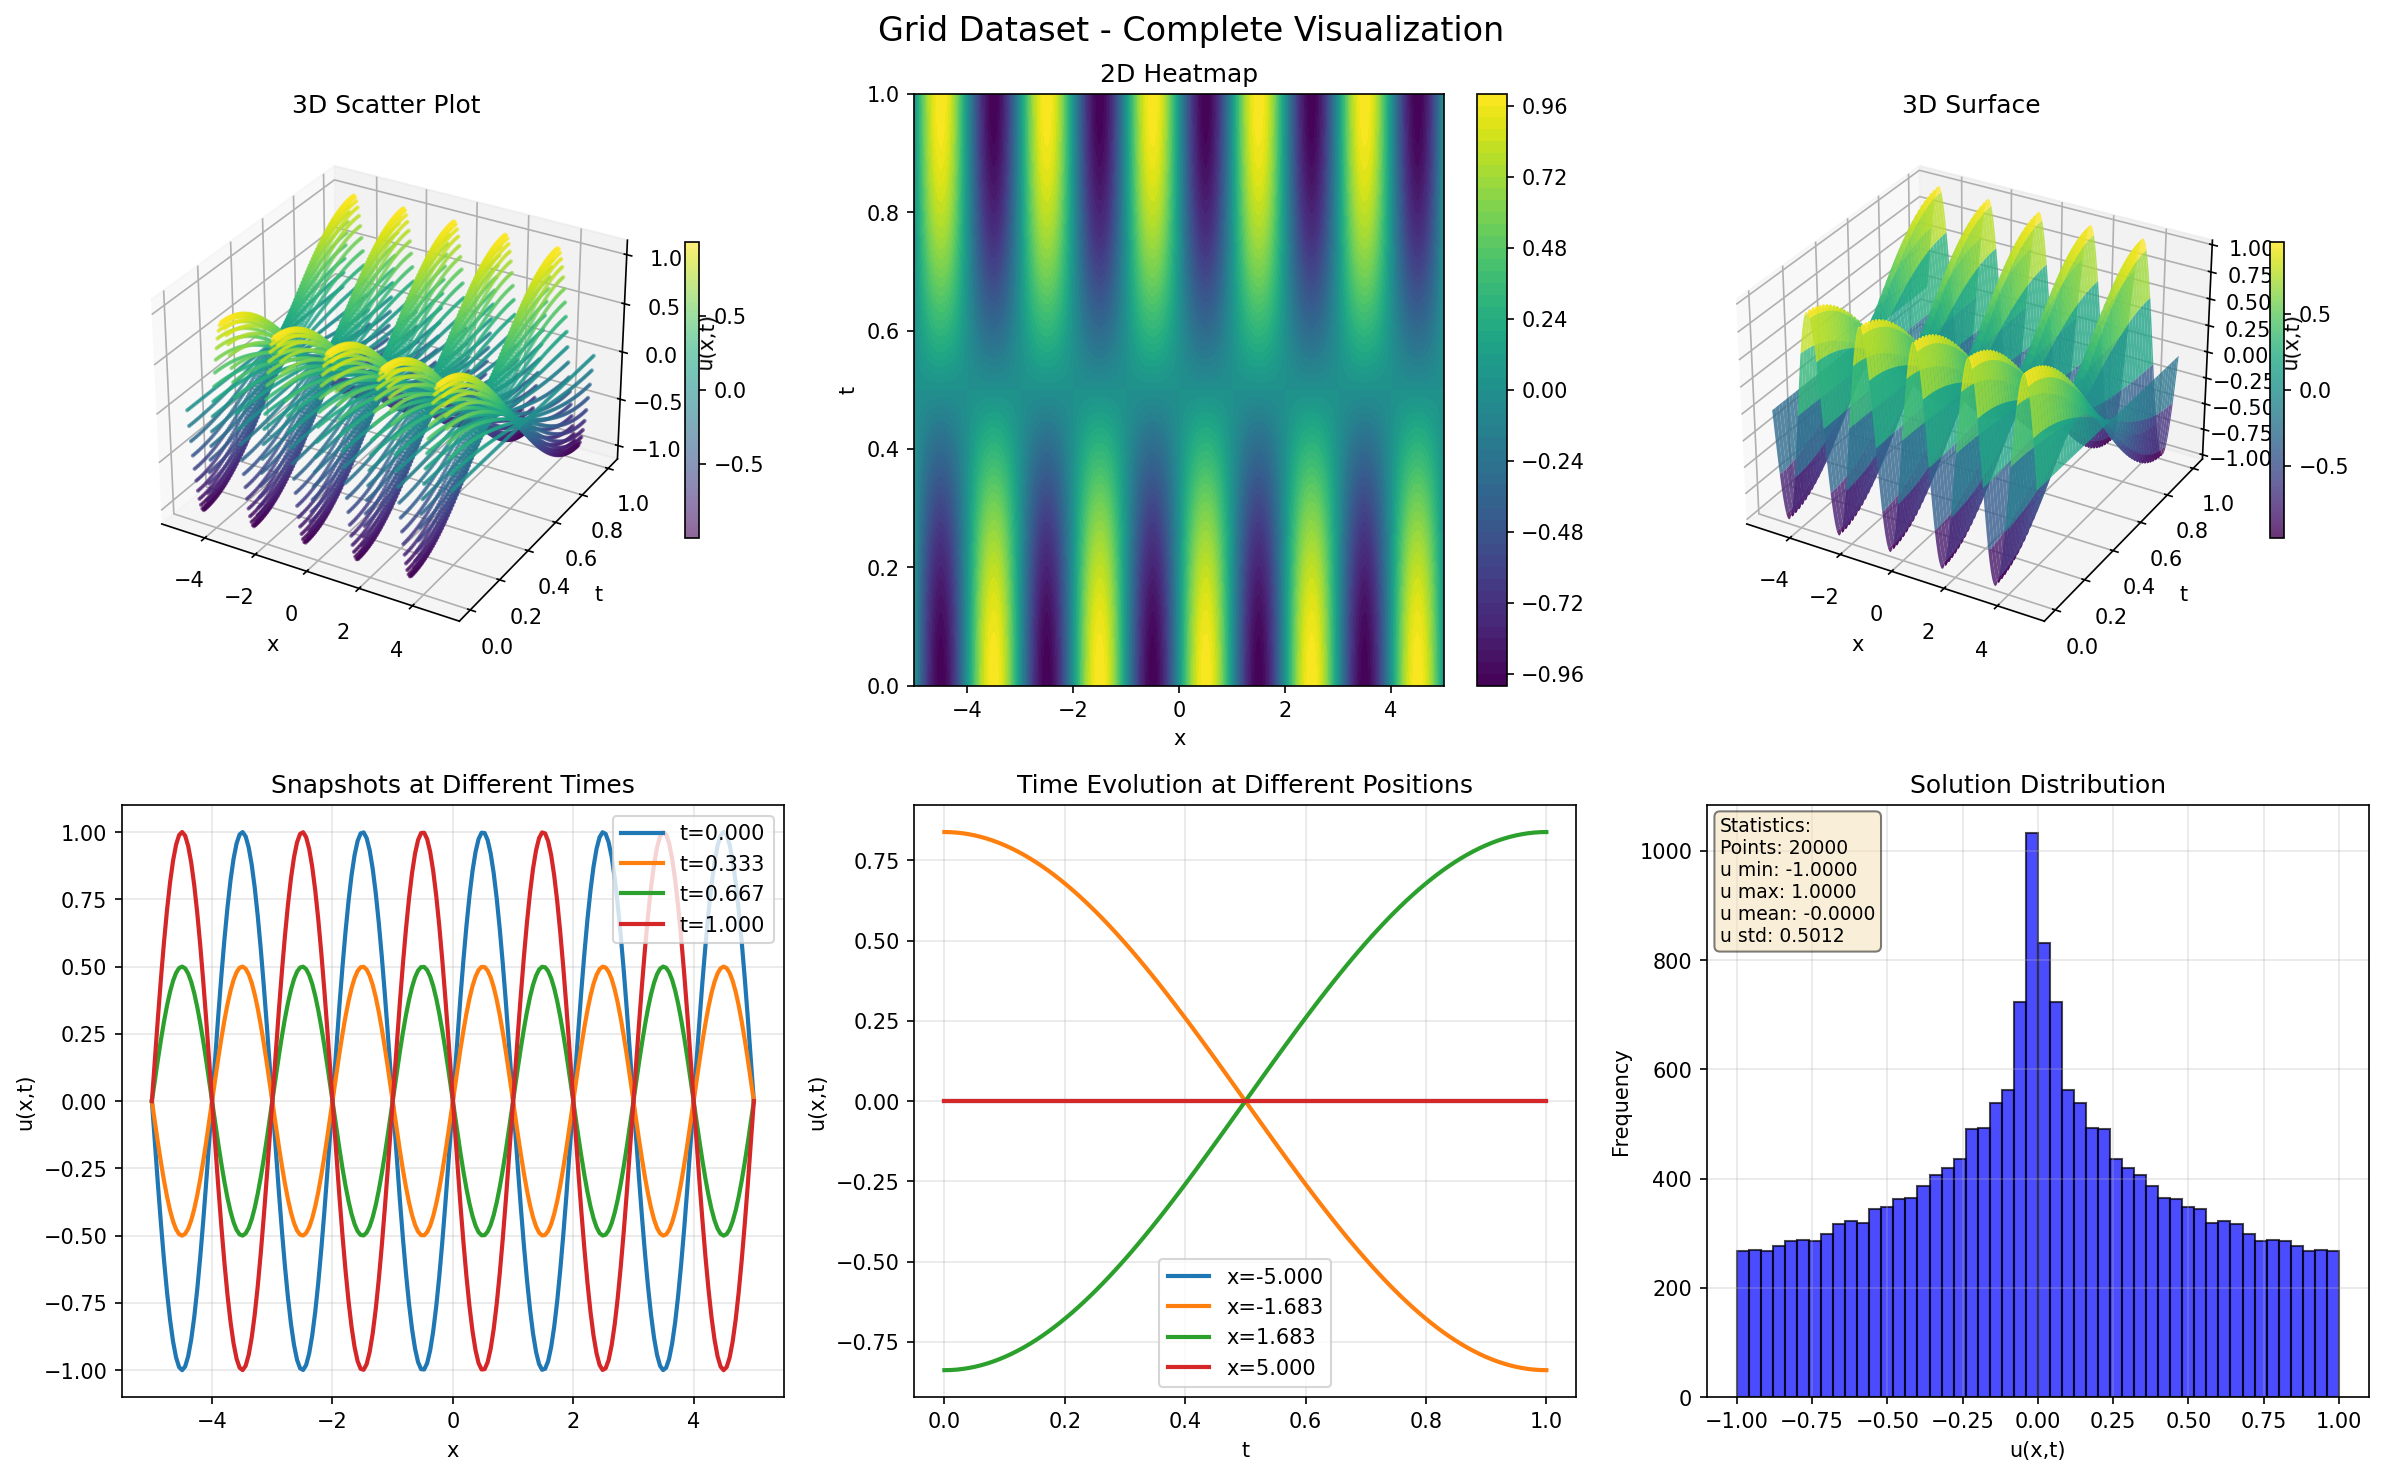 Grid Dataset - Complete Visualization
3D Scatter Plot
1.0
0.5
0.0
−0.5
−1.0
u(x,t)
0.5
0.0
−0.5
1.0
0.8
0.6
0.4
0.2
0.0
t
−4
−2
0
2
4
x
2D Heatmap
1.0
0.8
0.6
0.4
0.2
0.0
t
−4
−2
0
2
4
x
0.96
0.72
0.48
0.24
0.00
−0.24
−0.48
−0.72
−0.96
3D Surface
1.00
0.75
0.50
0.25
0.00
−0.25
−0.50
−0.75
−1.00
u(x,t)
0.5
0.0
−0.5
1.0
0.8
0.6
0.4
0.2
0.0
t
−4
−2
0
2
4
x
Snapshots at Different Times
1.00
0.75
0.50
0.25
0.00
−0.25
−0.50
−0.75
−1.00
u(x,t)
t=0.000
t=0.333
t=0.667
t=1.000
−4
−2
0
2
4
x
Time Evolution at Different Positions
0.75
0.50
0.25
0.00
−0.25
−0.50
−0.75
u(x,t)
x=-5.000
x=-1.683
x=1.683
x=5.000
0.0
0.2
0.4
0.6
0.8
1.0
t
Solution Distribution
Statistics:
Points: 20000
u min: -1.0000
u max: 1.0000
u mean: -0.0000
u std: 0.5012
1000
800
600
400
200
0
Frequency
−1.00
−0.75
−0.50
−0.25
0.00
0.25
0.50
0.75
1.00
u(x,t)